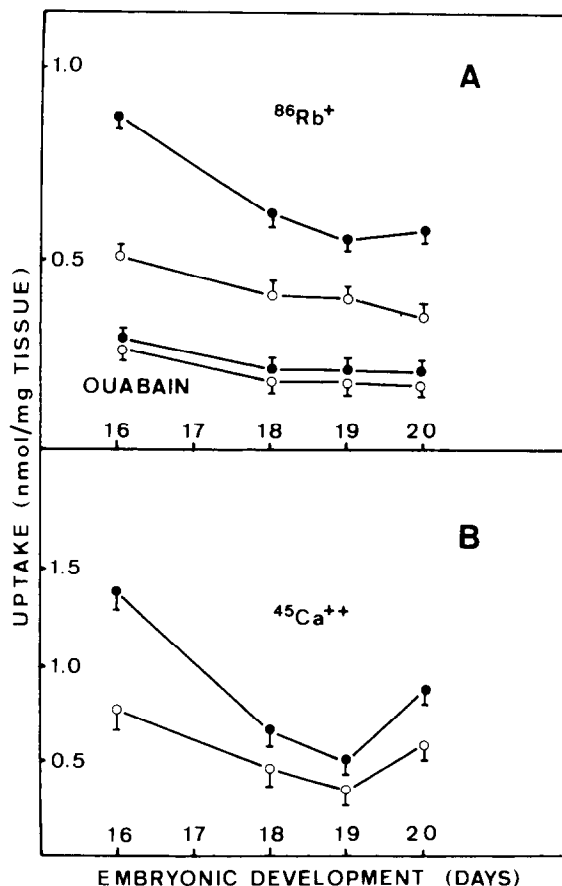 1.0
A
⁸⁶Rb⁺
0.5
OUABAIN
16 17 18 19 20
UPTAKE (nmol/mg TISSUE)
B
1.5
⁴⁵Ca⁺⁺
1.0
0.5
16 17 18 19 20
EMBRYONIC DEVELOPMENT (DAYS)